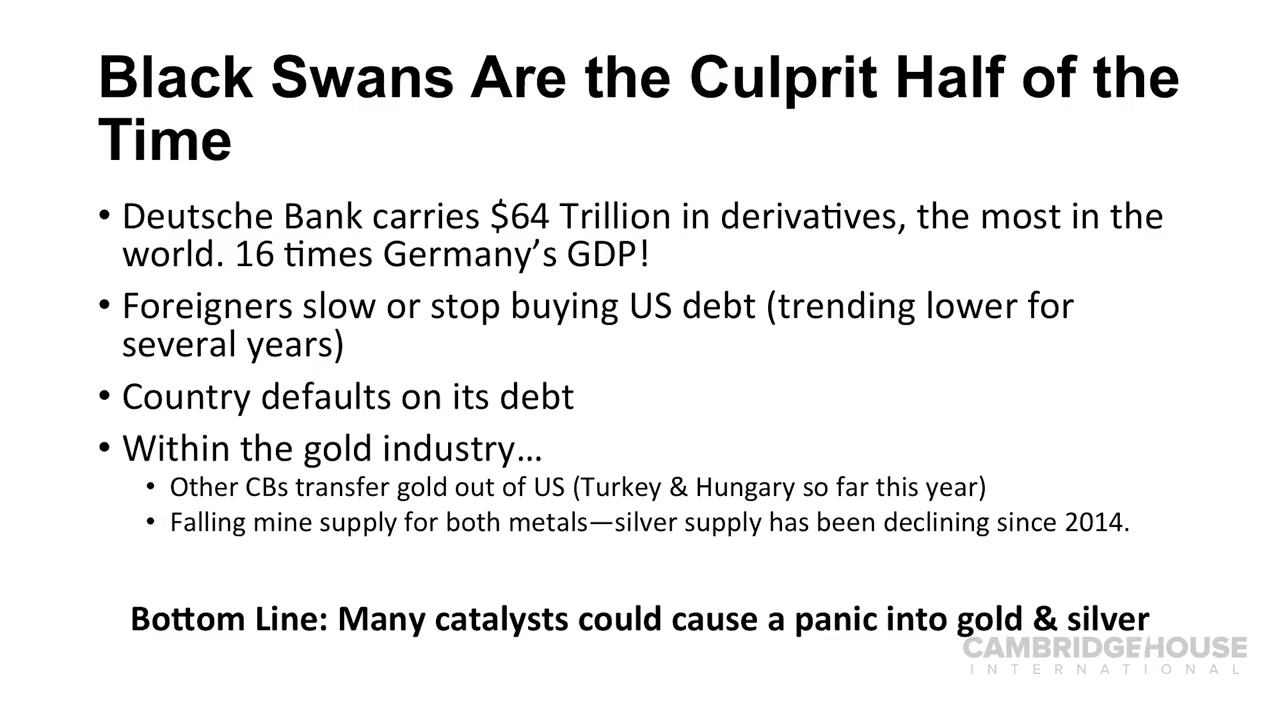 Black Swans Are the Culprit Half of the
Time
• Deutsche Bank carries $64 Trillion in derivatives, the most in the
world. 16 times Germany’s GDP!
• Foreigners slow or stop buying US debt (trending lower for
several years)
• Country defaults on its debt
• Within the gold industry…
• Other CBs transfer gold out of US (Turkey & Hungary so far this year)
• Falling mine supply for both metals—silver supply has been declining since 2014.
Bottom Line: Many catalysts could cause a panic into gold & silver
CAMBRIDGEHOUSE
INTERNATIONAL